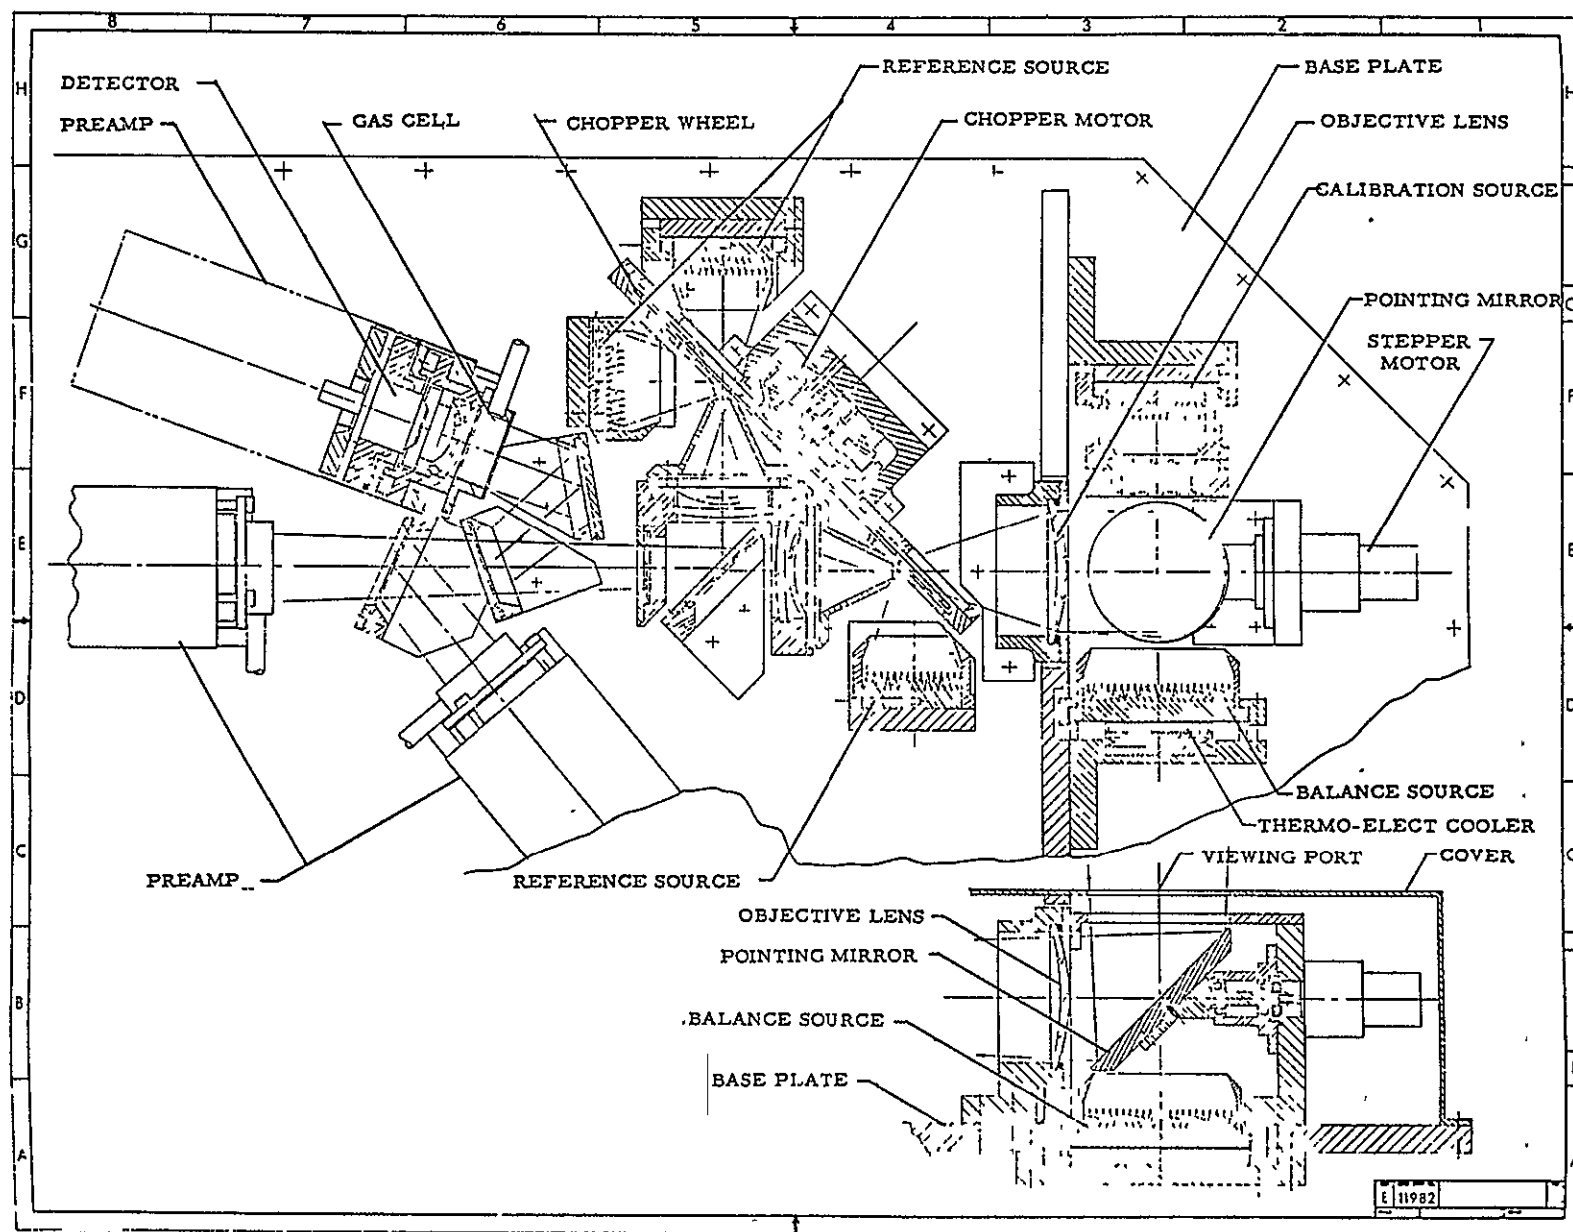 8 7 6 5 4 3 2
H H
DETECTOR
PREAMP
GAS CELL
CHOPPER WHEEL
REFERENCE SOURCE
CHOPPER MOTOR
BASE PLATE
OBJECTIVE LENS
CALIBRATION SOURCE
G
POINTING MIRROR
STEPPER
MOTOR
F F
E E
D D
BALANCE SOURCE
THERMO-ELECT COOLER
C C
VIEWING PORT
COVER
PREAMP
REFERENCE SOURCE
OBJECTIVE LENS
POINTING MIRROR
B
BALANCE SOURCE
BASE PLATE
A
E 11982